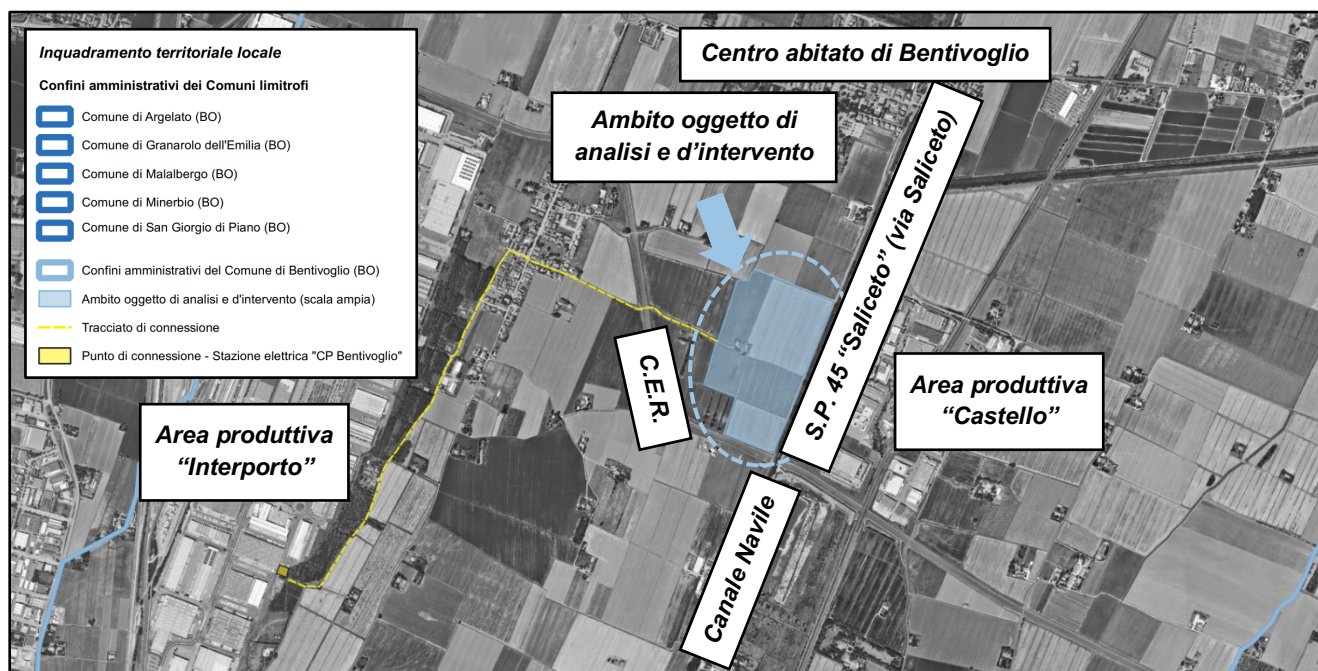 Inquadramento territoriale locale
Confini amministrativi dei Comuni limitrofi
Comune di Argelato (BO)
Comune di Granarolo dell'Emilia (BO)
Comune di Malalbergo (BO)
Comune di Minerbio (BO)
Comune di San Giorgio di Piano (BO)
Confini amministrativi del Comune di Bentivoglio (BO)
Ambito oggetto di analisi e d'intervento (scala ampia)
Tracciato di connessione
Punto di connessione - Stazione elettrica "CP Bentivoglio"
Centro abitato di Bentivoglio
Ambito oggetto di
analisi e d’intervento
S.P. 45 “Saliceto” (via Saliceto)
C.E.R.
Area produttiva
“Castello”
Area produttiva
“Interporto”
Canale Navile